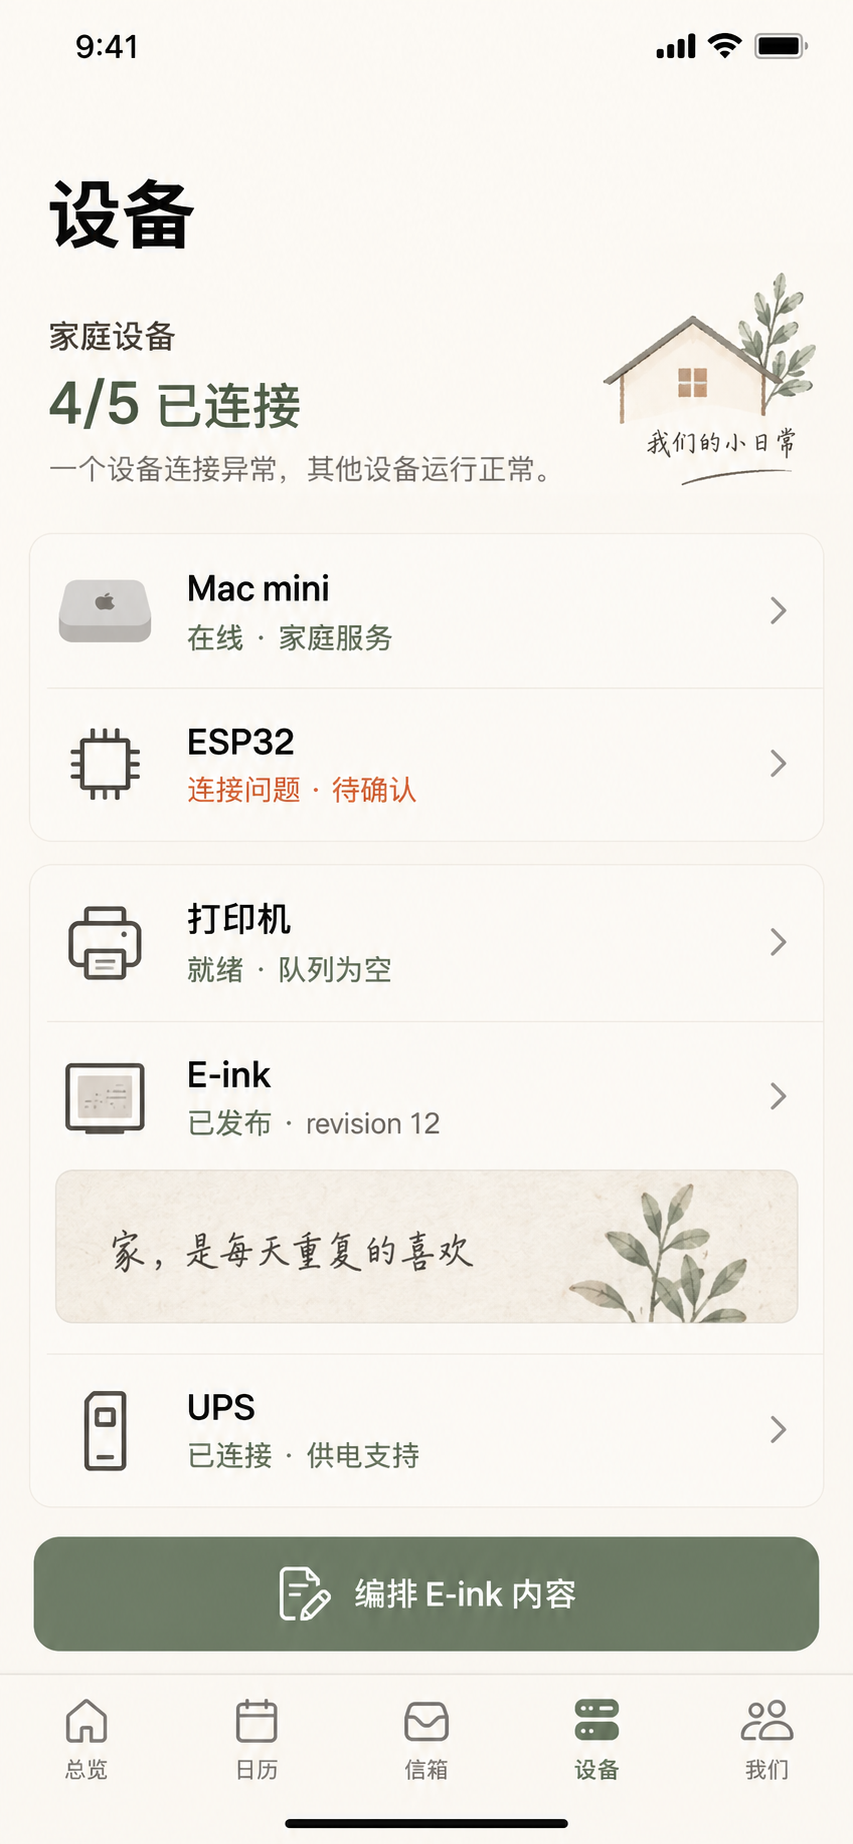 9:41
设备
家庭设备
4/5 已连接
一个设备连接异常，其他设备运行正常。
我们的小日常
Mac mini
在线 · 家庭服务
ESP32
连接问题 · 待确认
打印机
就绪 · 队列为空
E-ink
已发布 · revision 12
家，是每天重复的喜欢
UPS
已连接 · 供电支持
编排 E-ink 内容
总览
日历
信箱
设备
我们